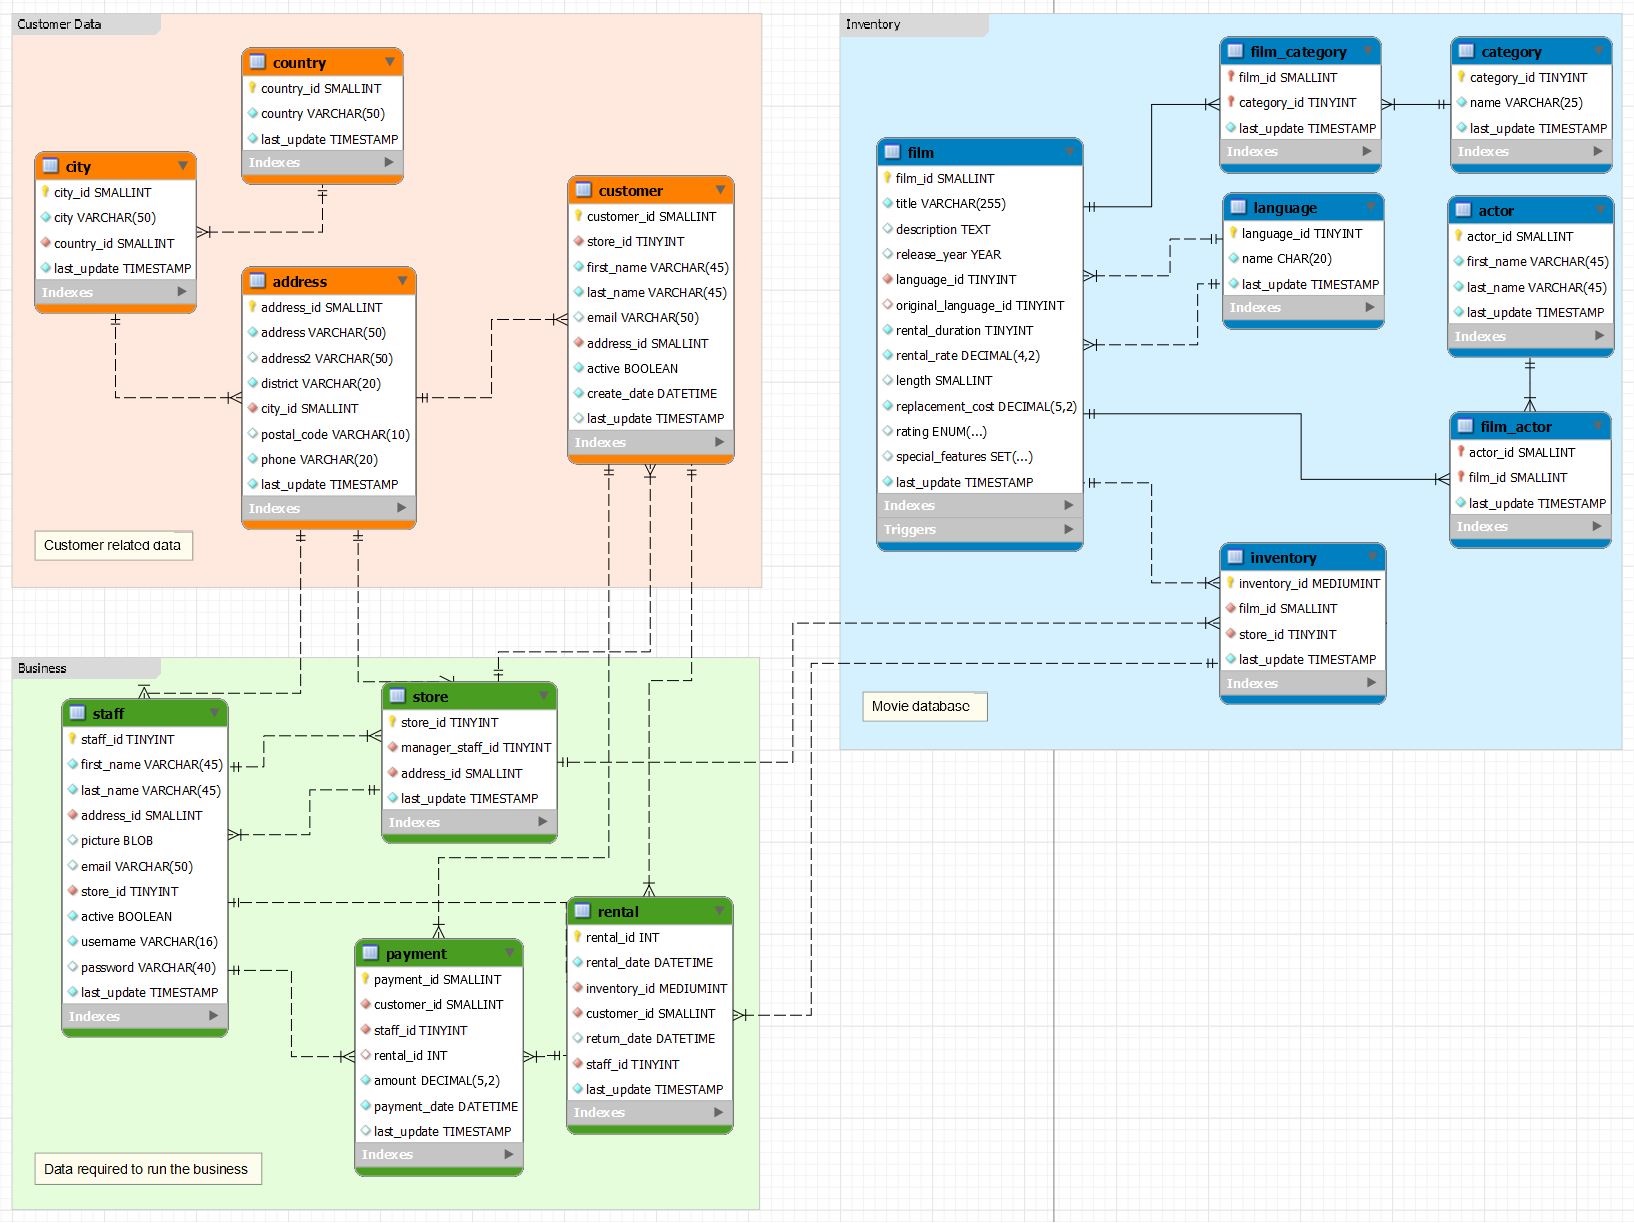 Customer Data
country
country_id SMALLINT
country VARCHAR(50)
last_update TIMESTAMP
Indexes
city
city_id SMALLINT
city VARCHAR(50)
country_id SMALLINT
last_update TIMESTAMP
Indexes
address
address_id SMALLINT
address VARCHAR(50)
address2 VARCHAR(50)
district VARCHAR(20)
city_id SMALLINT
postal_code VARCHAR(10)
phone VARCHAR(20)
last_update TIMESTAMP
Indexes
customer
customer_id SMALLINT
store_id TINYINT
first_name VARCHAR(45)
last_name VARCHAR(45)
email VARCHAR(50)
address_id SMALLINT
active BOOLEAN
create_date DATETIME
last_update TIMESTAMP
Indexes
Customer related data
Business
staff
staff_id TINYINT
first_name VARCHAR(45)
last_name VARCHAR(45)
address_id SMALLINT
picture BLOB
email VARCHAR(50)
store_id TINYINT
active BOOLEAN
username VARCHAR(16)
password VARCHAR(40)
last_update TIMESTAMP
Indexes
store
store_id TINYINT
manager_staff_id TINYINT
address_id SMALLINT
last_update TIMESTAMP
Indexes
payment
payment_id SMALLINT
customer_id SMALLINT
staff_id TINYINT
rental_id INT
amount DECIMAL(5,2)
payment_date DATETIME
last_update TIMESTAMP
Indexes
rental
rental_id INT
rental_date DATETIME
inventory_id MEDIUMINT
customer_id SMALLINT
return_date DATETIME
staff_id TINYINT
last_update TIMESTAMP
Indexes
Data required to run the business
Inventory
film
film_id SMALLINT
title VARCHAR(255)
description TEXT
release_year YEAR
language_id TINYINT
original_language_id TINYINT
rental_duration TINYINT
rental_rate DECIMAL(4,2)
length SMALLINT
replacement_cost DECIMAL(5,2)
rating ENUM(...)
special_features SET(...)
last_update TIMESTAMP
Indexes
Triggers
film_category
film_id SMALLINT
category_id TINYINT
last_update TIMESTAMP
Indexes
category
category_id TINYINT
name VARCHAR(25)
last_update TIMESTAMP
Indexes
language
language_id TINYINT
name CHAR(20)
last_update TIMESTAMP
Indexes
actor
actor_id SMALLINT
first_name VARCHAR(45)
last_name VARCHAR(45)
last_update TIMESTAMP
Indexes
film_actor
actor_id SMALLINT
film_id SMALLINT
last_update TIMESTAMP
Indexes
inventory
inventory_id MEDIUMINT
film_id SMALLINT
store_id TINYINT
last_update TIMESTAMP
Indexes
Movie database